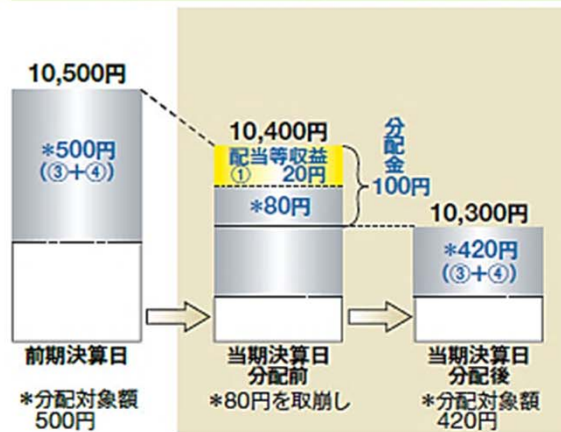 10,500円
*500円
(③+④)
10,400円
配当等収益
① 20円
*80円
分配金
100円
10,300円
*420円
(③+④)
前期決算日
当期決算日
分配前
当期決算日
分配後
*分配対象額
500円
*80円を取崩し
*分配対象額
420円